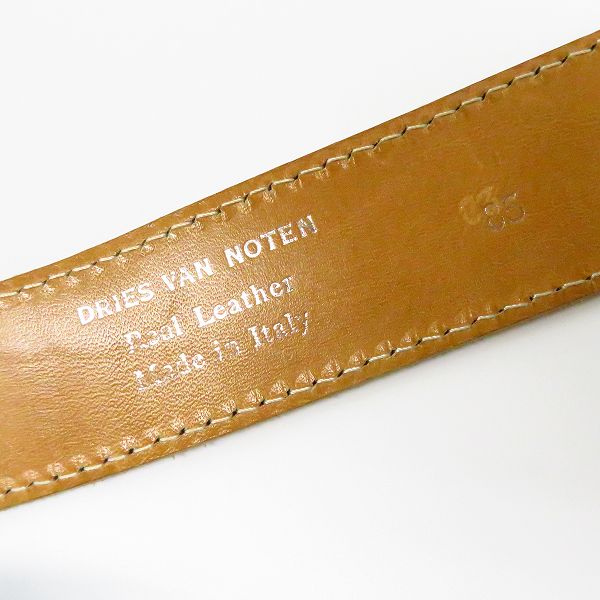 DRIES VAN NOTEN
Real Leather
Made in Italy
85